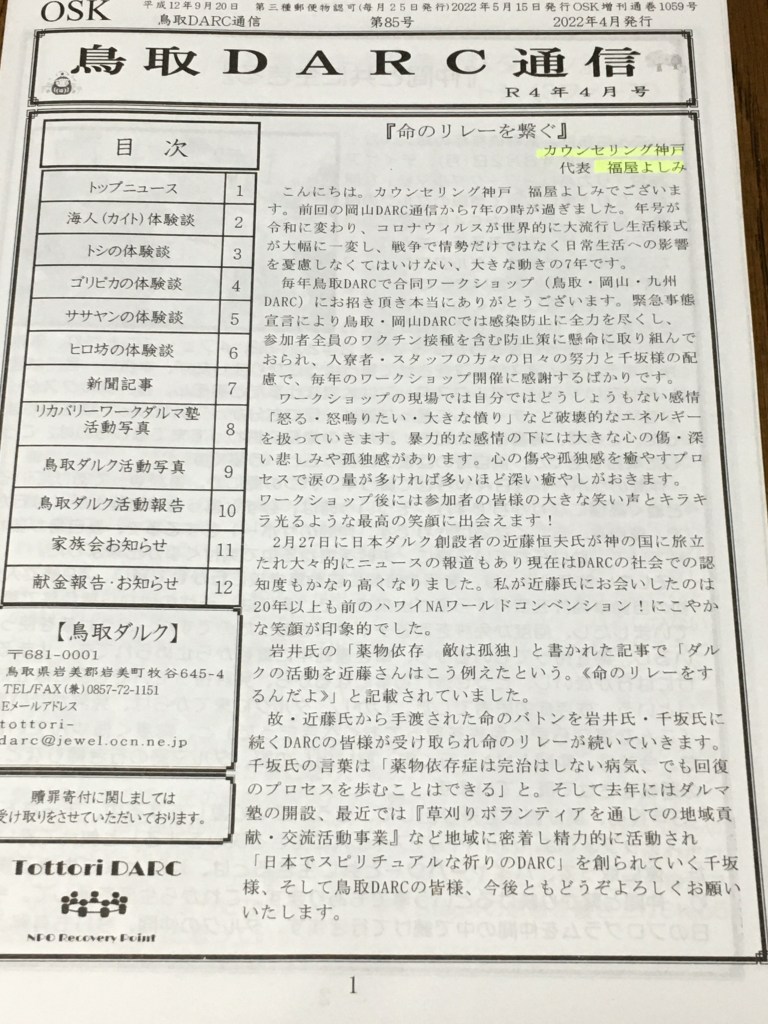 OSK
平成12年9月20日 第三種郵便物認可(毎月25日発行)2022年5月15日発行OSK増刊通巻1059号
鳥取DARC通信 第85号 2022年4月発行
鳥取DARC通信
R4年4月号
目 次
トップニュース 1
海人(カイト)体験談 2
トシの体験談 3
ゴリピカの体験談 4
ササヤンの体験談 5
ヒロ坊の体験談 6
新聞記事 7
リカバリーワークダルマ塾
活動写真 8
鳥取ダルク活動写真 9
鳥取ダルク活動報告 10
家族会お知らせ 11
献金報告・お知らせ 12
【鳥取ダルク】
〒681-0001
鳥取県岩美郡岩美町牧谷645-4
TEL/FAX(兼)0857-72-1151
Eメールアドレス
tottori-
darc@jewel.ocn.ne.jp
贖罪寄付に関しましては
受け取りをさせていただいております。
Tottori DARC
NPO Recovery Point
『命のリレーを繋ぐ』
カウンセリング神戸
代表 福屋よしみ
こんにちは。カウンセリング神戸 福屋よしみでございま
す。前回の岡山DARC通信から7年の時が過ぎました。年号が
令和に変わり、コロナウィルスが世界的に大流行し生活様式
が大幅に一変し、戦争で情勢だけではなく日常生活への影響
を憂慮しなくてはいけない、大きな動きの7年です。
毎年鳥取DARCで合同ワークショップ(鳥取・岡山・九州
DARC)にお招き頂き本当にありがとうございます。緊急事態
宣言により鳥取・岡山DARCでは感染防止に全力を尽くし、
参加者全員のワクチン接種を含む防止策に懸命に取り組んで
おられ、入寮者・スタッフの方々の日々の努力と千坂様の配
慮で、毎年のワークショップ開催に感謝するばかりです。
ワークショップの現場では自分ではどうしょうもない感情
「怒る・怒鳴りたい・大きな憤り」など破壊的なエネルギー
を扱っていきます。暴力的な感情の下には大きな心の傷・深
い悲しみや孤独感があります。心の傷や孤独感を癒やすプロ
セスで涙の量が多ければ多いほど深い癒やしがおきます。
ワークショップ後には参加者の皆様の大きな笑い声とキラキ
ラ光るような最高の笑顔に出会えます!
2月27日に日本ダルク創設者の近藤恒夫氏が神の国に旅立
たれ大々的にニュースの報道もあり現在はDARCの社会での認
知度もかなり高くなりました。私が近藤氏にお会いしたのは
20年以上も前のハワイNAワールドコンベンション!にこやか
な笑顔が印象的でした。
岩井氏の「薬物依存 敵は孤独」と書かれた記事で「ダル
クの活動を近藤さんはこう例えたという。《命のリレーをす
るんだよ》」と記載されていました。
故・近藤氏から手渡された命のバトンを岩井氏・千坂氏に
続くDARCの皆様が受け取られ命のリレーが続いていきます。
千坂氏の言葉は「薬物依存症は完治はしない病気、でも回復
のプロセスを歩むことはできる」と。そして去年にはダルマ
塾の開設、最近では『草刈りボランティアを通しての地域貢
献・交流活動事業』など地域に密着し精力的に活動され
「日本でスピリチュアルな祈りのDARC」を創られていく千坂
様、そして鳥取DARCの皆様、今後ともどうぞよろしくお願い
いたします。
1